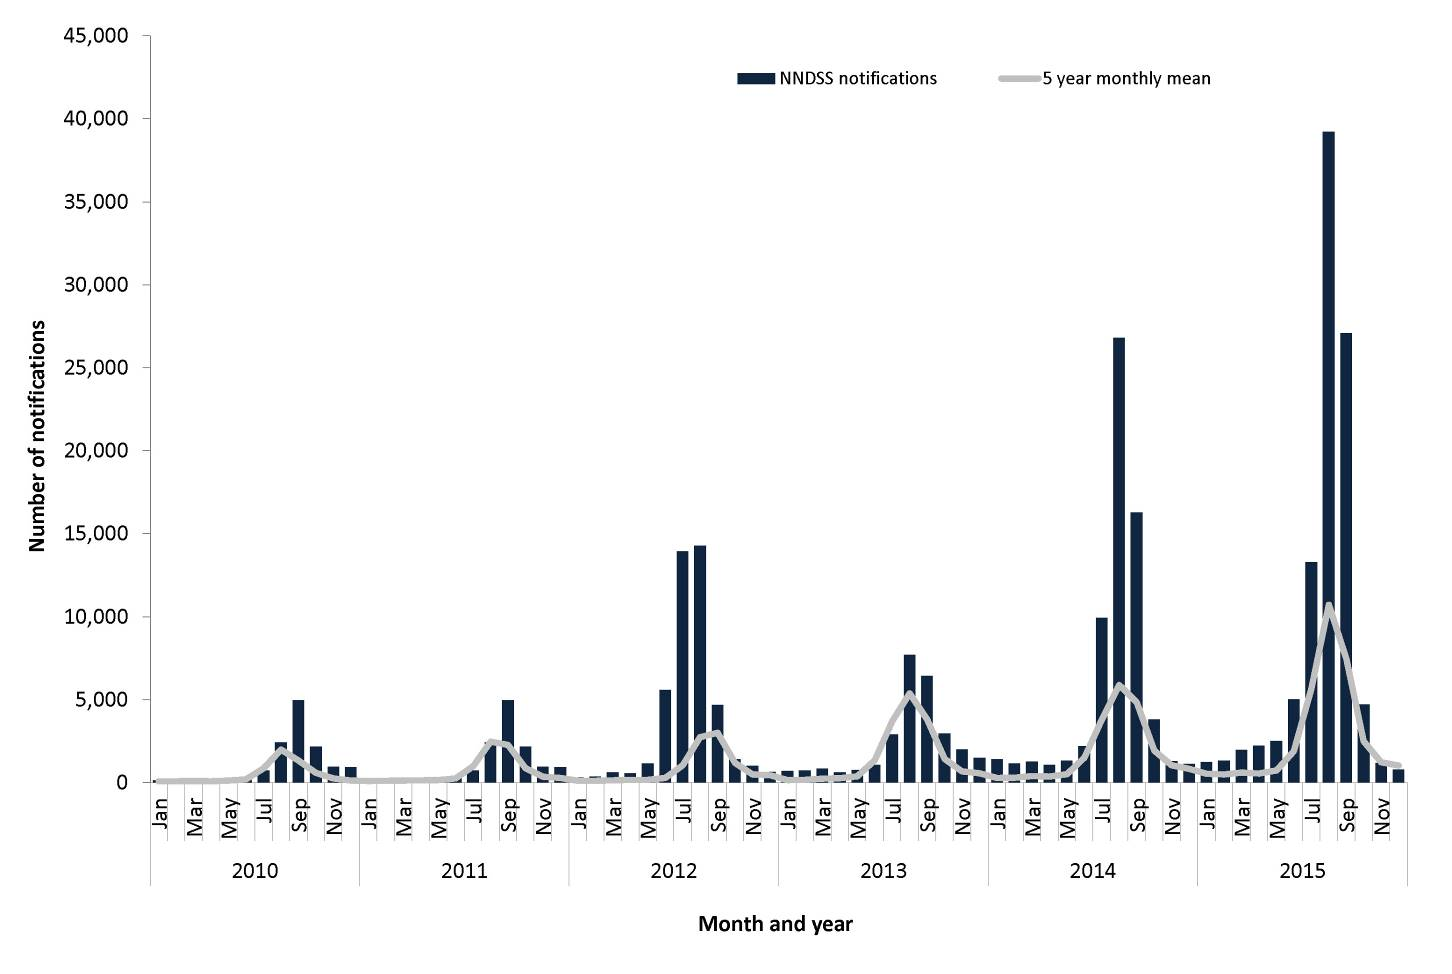 45,000
NNDSS notifications 5 year monthly mean
40,000
35,000
30,000
25,000
20,000
15,000
10,000
5,000
0
Number of notifications
Jan Mar May Jul Sep Nov Jan Mar May Jul Sep Nov Jan Mar May Jul Sep Nov Jan Mar May Jul Sep Nov Jan Mar May Jul Sep Nov Jan Mar May Jul Sep Nov
2010 2011 2012 2013 2014 2015
Month and year